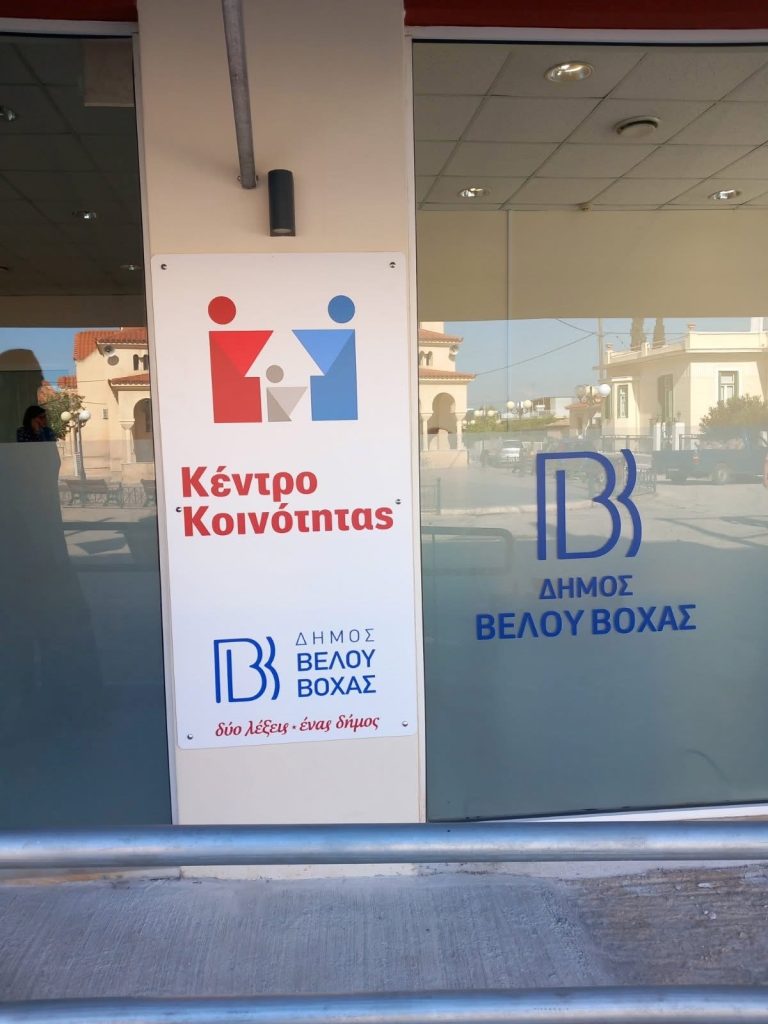 Κέντρο
Κοινότητας
ΔΗΜΟΣ
ΒΕΛΟΥ
ΒΟΧΑΣ
δύο λέξεις • ένας δήμος
ΔΗΜΟΣ
ΒΕΛΟΥ ΒΟΧΑΣ